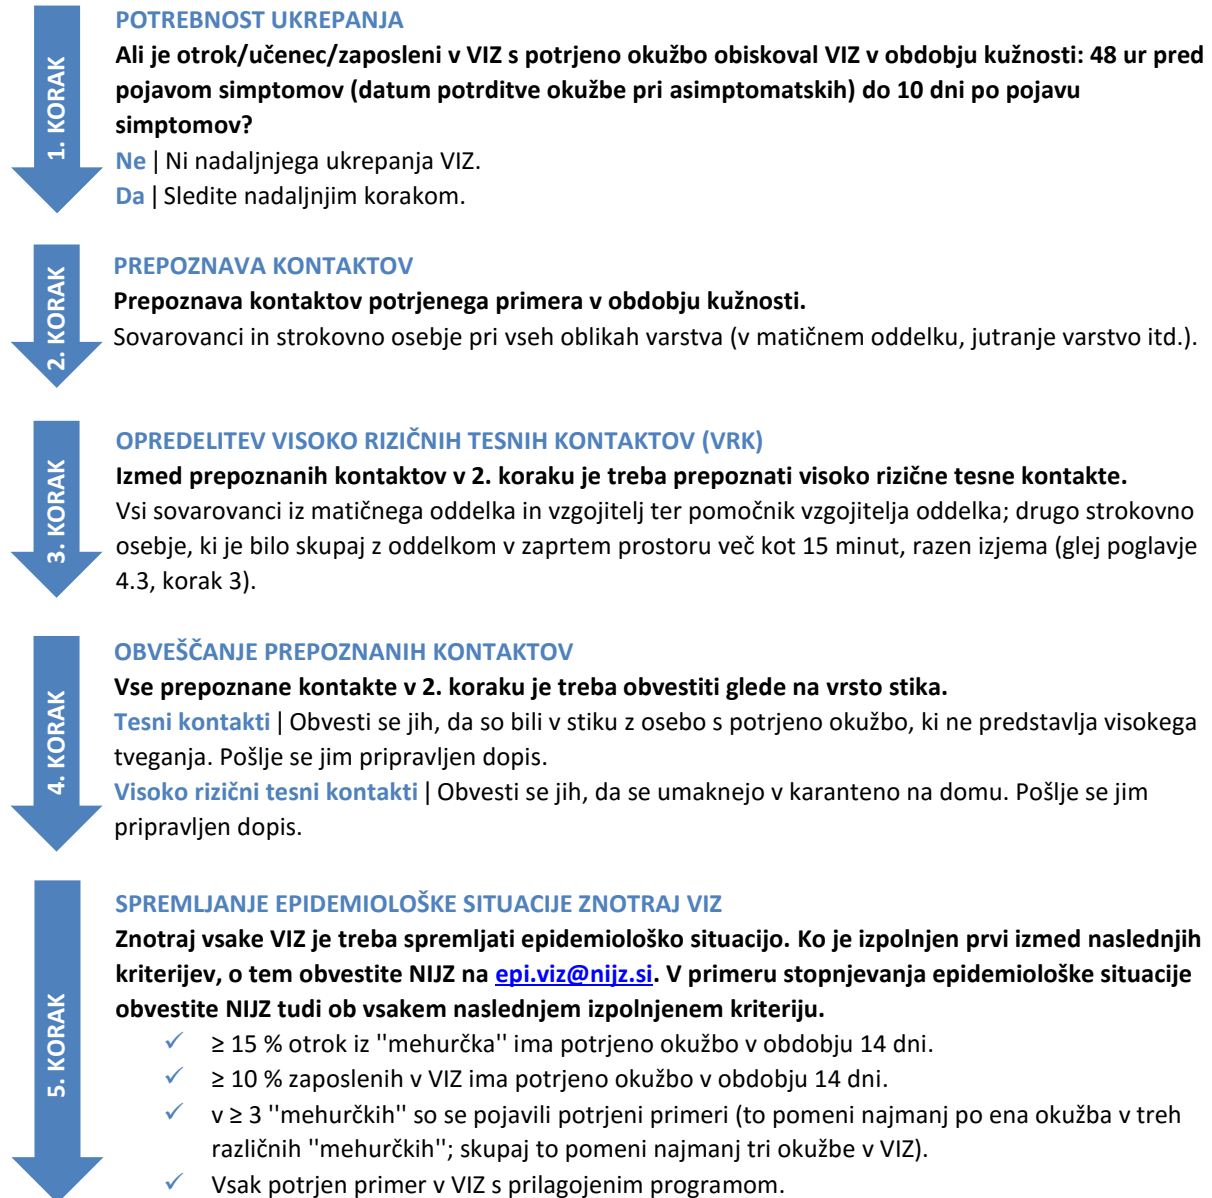 1. KORAK
POTREBNOST UKREPANJA
Ali je otrok/učenec/zaposleni v VIZ s potrjeno okužbo obiskoval VIZ v obdobju kužnosti: 48 ur pred
pojavom simptomov (datum potrditve okužbe pri asimptomatskih) do 10 dni po pojavu
simptomov?
Ne | Ni nadaljnjega ukrepanja VIZ.
Da | Sledite nadaljnjim korakom.
2. KORAK
PREPOZNAVA KONTAKTOV
Prepoznava kontaktov potrjenega primera v obdobju kužnosti.
Sovarovanci in strokovno osebje pri vseh oblikah varstva (v matičnem oddelku, jutranje varstvo itd.).
3. KORAK
OPREDELITEV VISOKO RIZIČNIH TESNIH KONTAKTOV (VRK)
Izmed prepoznanih kontaktov v 2. koraku je treba prepoznati visoko rizične tesne kontakte.
Vsi sovarovanci iz matičnega oddelka in vzgojitelj ter pomočnik vzgojitelja oddelka; drugo strokovno
osebje, ki je bilo skupaj z oddelkom v zaprtem prostoru več kot 15 minut, razen izjema (glej poglavje
4.3, korak 3).
4. KORAK
OBVEŠČANJE PREPOZNANIH KONTAKTOV
Vse prepoznane kontakte v 2. koraku je treba obvestiti glede na vrsto stika.
Tesni kontakti | Obvesti se jih, da so bili v stiku z osebo s potrjeno okužbo, ki ne predstavlja visokega
tveganja. Pošlje se jim pripravljen dopis.
Visoko rizični tesni kontakti | Obvesti se jih, da se umaknejo v karanteno na domu. Pošlje se jim
pripravljen dopis.
5. KORAK
SPREMLJANJE EPIDEMIOLOŠKE SITUACIJE ZNOTRAJ VIZ
Znotraj vsake VIZ je treba spremljati epidemiološko situacijo. Ko je izpolnjen prvi izmed naslednjih
kriterijev, o tem obvestite NIJZ na epi.viz@nijz.si. V primeru stopnjevanja epidemiološke situacije
obvestite NIJZ tudi ob vsakem naslednjem izpolnjenem kriteriju.
✓ ≥ 15 % otrok iz ''mehurčka'' ima potrjeno okužbo v obdobju 14 dni.
✓ ≥ 10 % zaposlenih v VIZ ima potrjeno okužbo v obdobju 14 dni.
✓ v ≥ 3 ''mehurčkih'' so se pojavili potrjeni primeri (to pomeni najmanj po ena okužba v treh
različnih ''mehurčkih''; skupaj to pomeni najmanj tri okužbe v VIZ).
✓ Vsak potrjen primer v VIZ s prilagojenim programom.